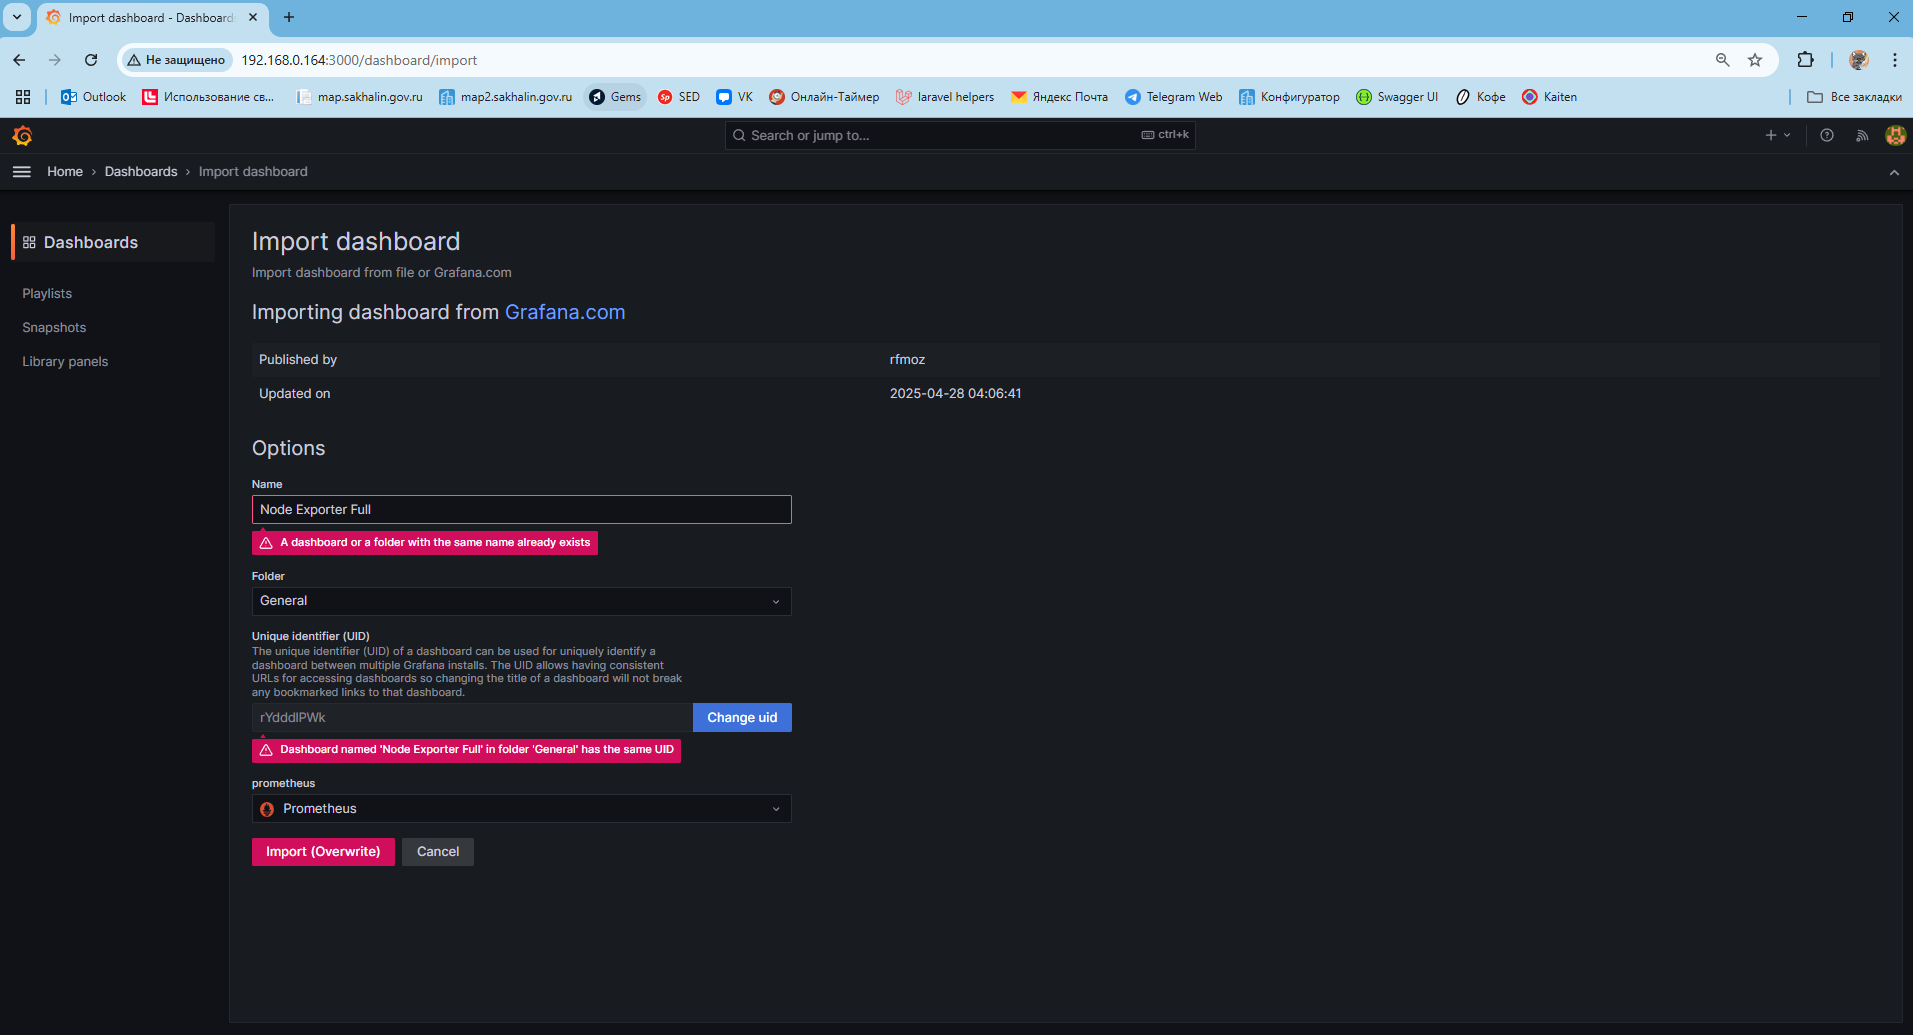 Import dashboard - Dashboard
Не защищено 192.168.0.164:3000/dashboard/import
Outlook Использование св... map.sakhalin.gov.ru map2.sakhalin.gov.ru Gems SED VK Онлайн-Таймер laravel helpers Яндекс Почта Telegram Web Конфигуратор Swagger UI Кофе Kaiten Все закладки
Search or jump to... ctrl+k
Home › Dashboards › Import dashboard
Dashboards
Playlists
Snapshots
Library panels
Import dashboard
Import dashboard from file or Grafana.com
Importing dashboard from Grafana.com
Published by rfmoz
Updated on 2025-04-28 04:06:41
Options
Name
Node Exporter Full
A dashboard or a folder with the same name already exists
Folder
General
Unique identifier (UID)
The unique identifier (UID) of a dashboard can be used for uniquely identify a
dashboard between multiple Grafana installs. The UID allows having consistent
URLs for accessing dashboards so changing the title of a dashboard will not break
any bookmarked links to that dashboard.
rYdddlPWk Change uid
Dashboard named 'Node Exporter Full' in folder 'General' has the same UID
prometheus
Prometheus
Import (Overwrite) Cancel